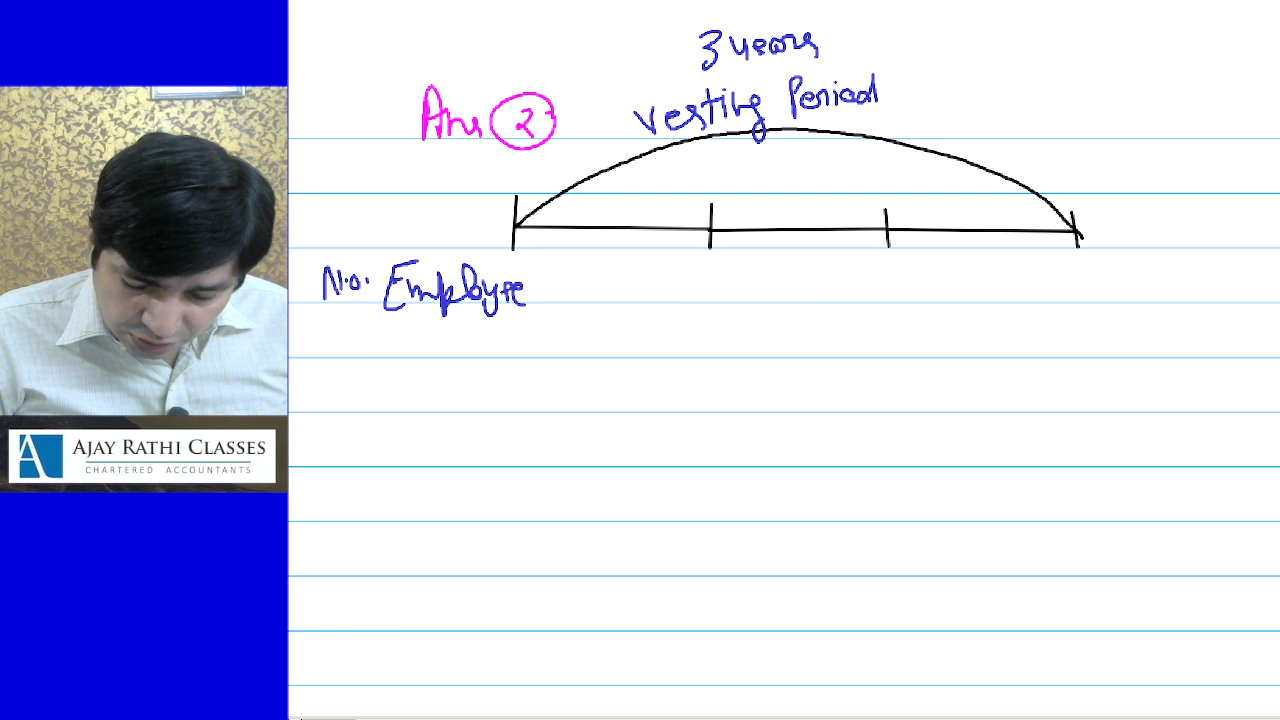 3 years
Ans 2
vesting Period
No. Employee
AJAY RATHI CLASSES
CHARTERED ACCOUNTANTS